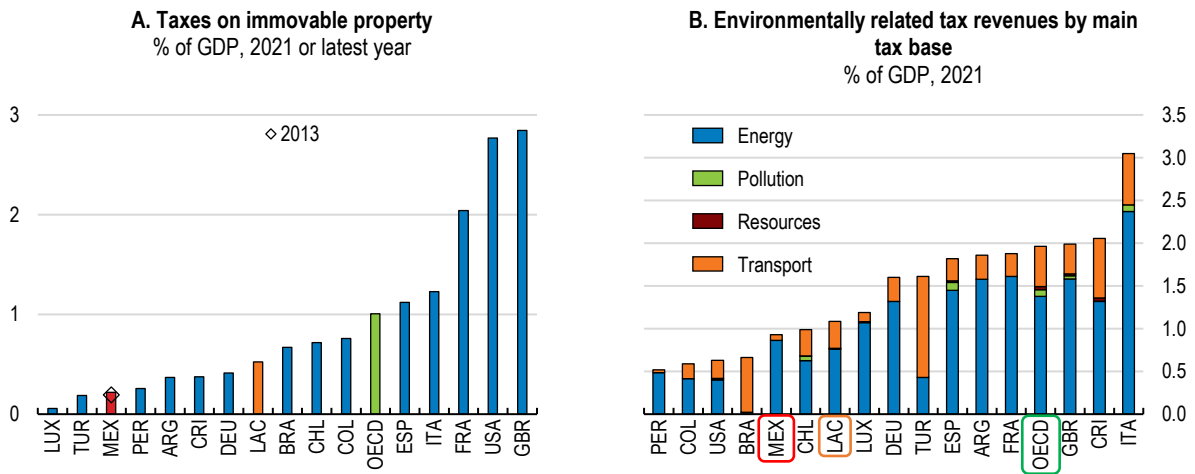 A. Taxes on immovable property
% of GDP, 2021 or latest year
3
2
1
0
2013
LUX
TUR
MEX
PER
ARG
CRI
DEU
LAC
BRA
CHL
COL
OECD
ESP
ITA
FRA
USA
GBR
B. Environmentally related tax revenues by main
tax base
% of GDP, 2021
Energy
Pollution
Resources
Transport
3.5
3.0
2.5
2.0
1.5
1.0
0.5
0.0
PER
COL
USA
BRA
MEX
CHL
LAC
LUX
DEU
TUR
ESP
ARG
FRA
OECD
GBR
CRI
ITA